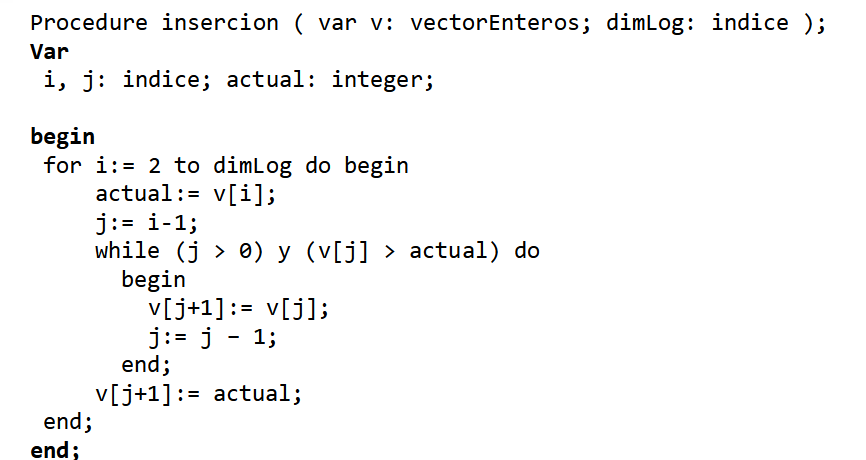 Procedure insercion ( var v: vectorEnteros; dimLog: indice );
Var
i, j: indice; actual: integer;
begin
for i:= 2 to dimLog do begin
actual:= v[i];
j:= i-1;
while (j > 0) y (v[j] > actual) do
begin
v[j+1]:= v[j];
j:= j – 1;
end;
v[j+1]:= actual;
end;
end;